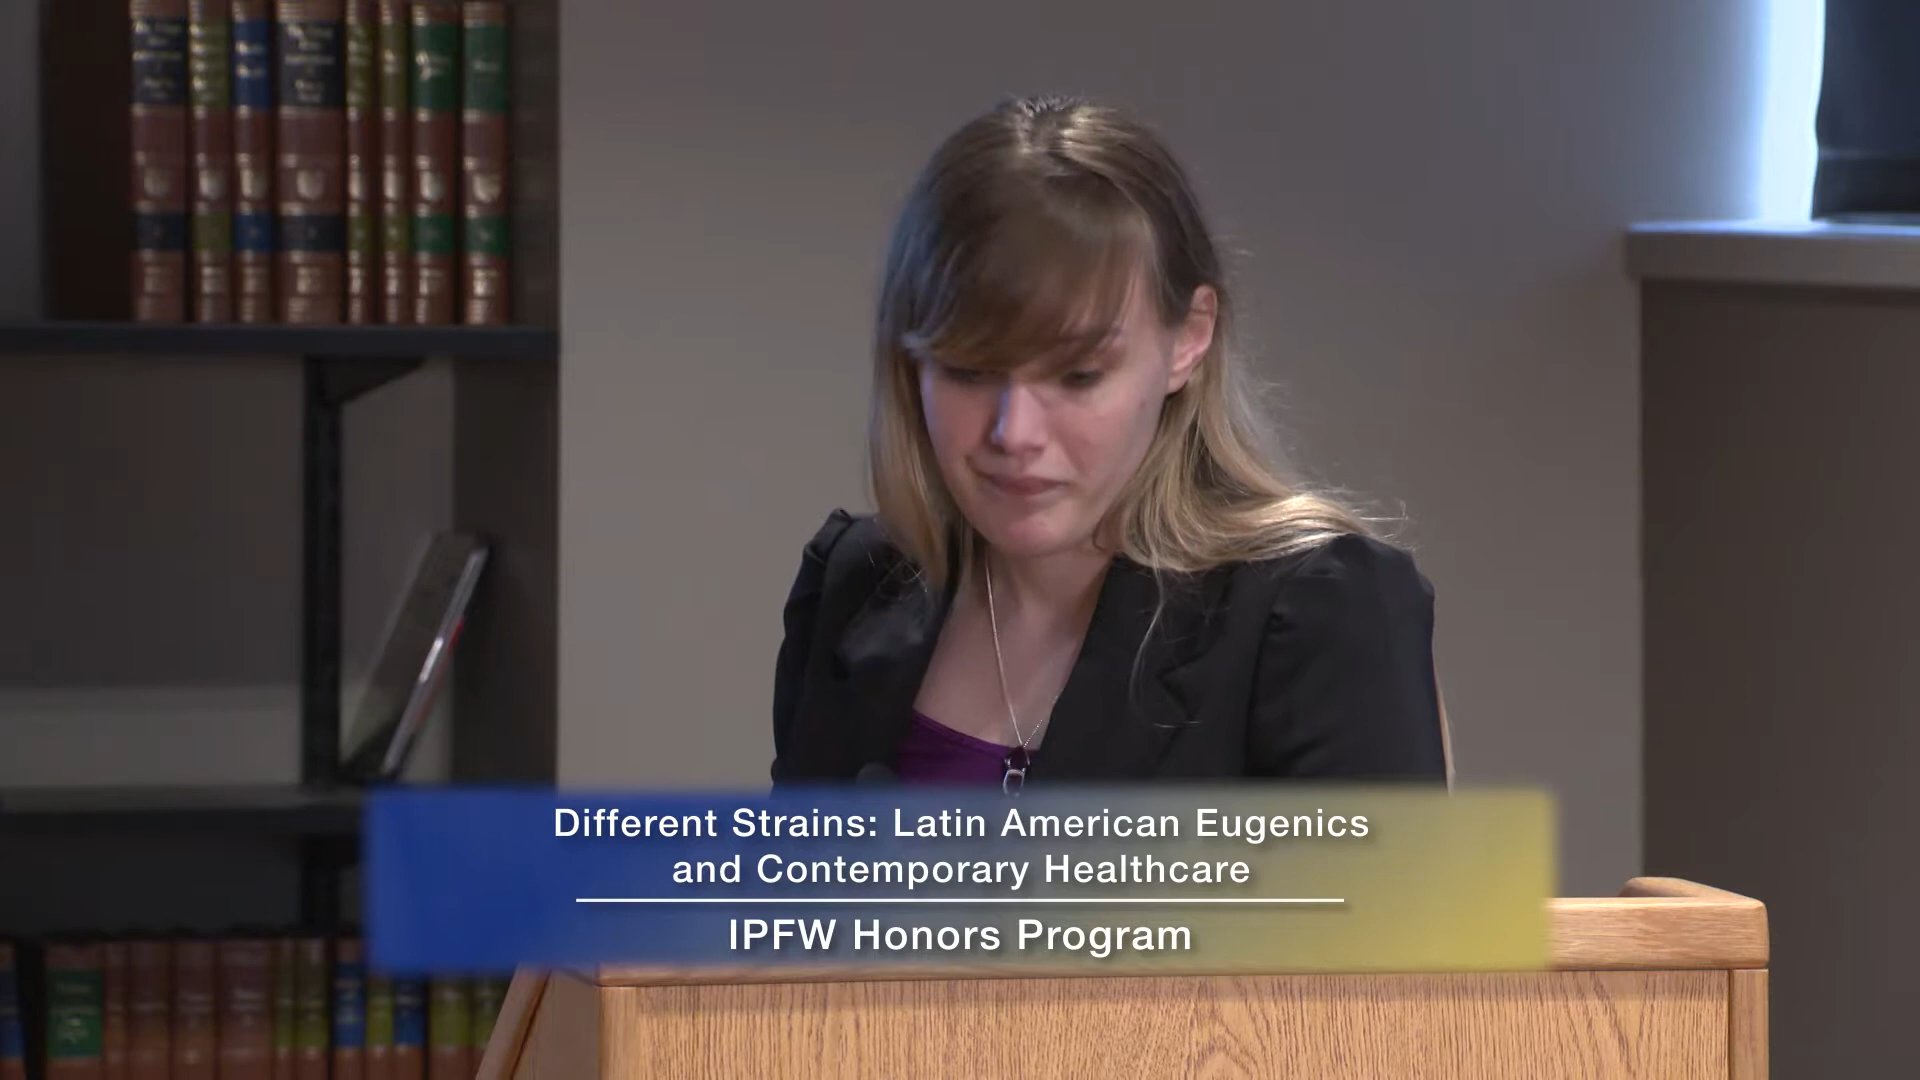 Different Strains: Latin American Eugenics
and Contemporary Healthcare
IPFW Honors Program